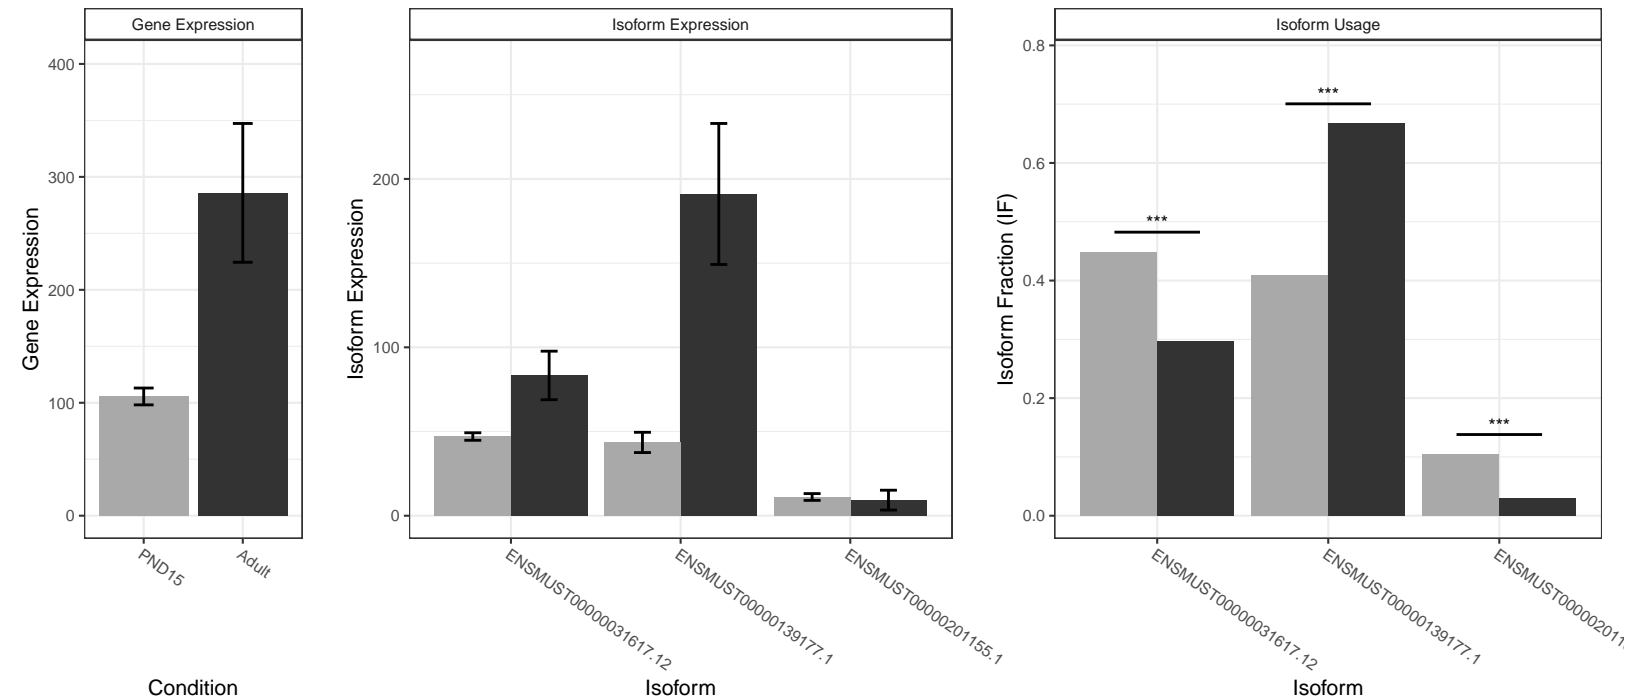 Gene Expression
Gene Expression
400
300
200
100
0
PND15
Adult
Condition
Isoform Expression
Isoform Expression
200
100
0
ENSMUST00000031617.12
ENSMUST00000139177.1
ENSMUST00000201155.1
Isoform
Isoform Usage
Isoform Fraction (IF)
0.8
0.6
0.4
0.2
0.0
***
***
***
ENSMUST00000031617.12
ENSMUST00000139177.1
ENSMUST000002011
Isoform